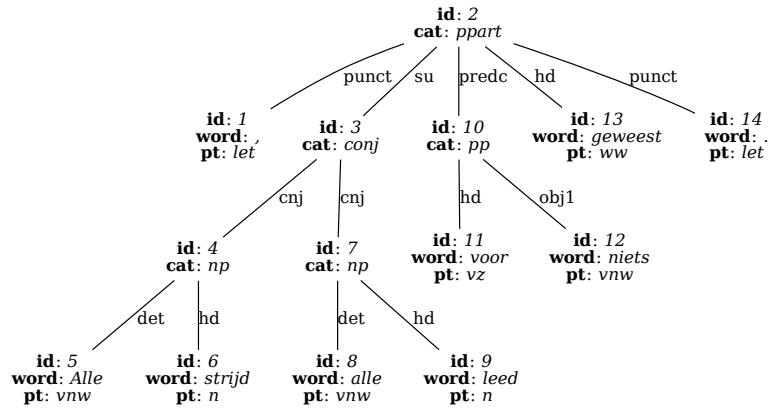 id: 2
cat: ppart
punct su predc hd punct
id: 1
word: ,
pt: let
id: 3
cat: conj
id: 10
cat: pp
id: 13
word: geweest
pt: ww
id: 14
word: .
pt: let
cnj cnj hd obj1
id: 4
cat: np
id: 7
cat: np
id: 11
word: voor
pt: vz
id: 12
word: niets
pt: vnw
det hd det hd
id: 5
word: Alle
pt: vnw
id: 6
word: strijd
pt: n
id: 8
word: alle
pt: vnw
id: 9
word: leed
pt: n